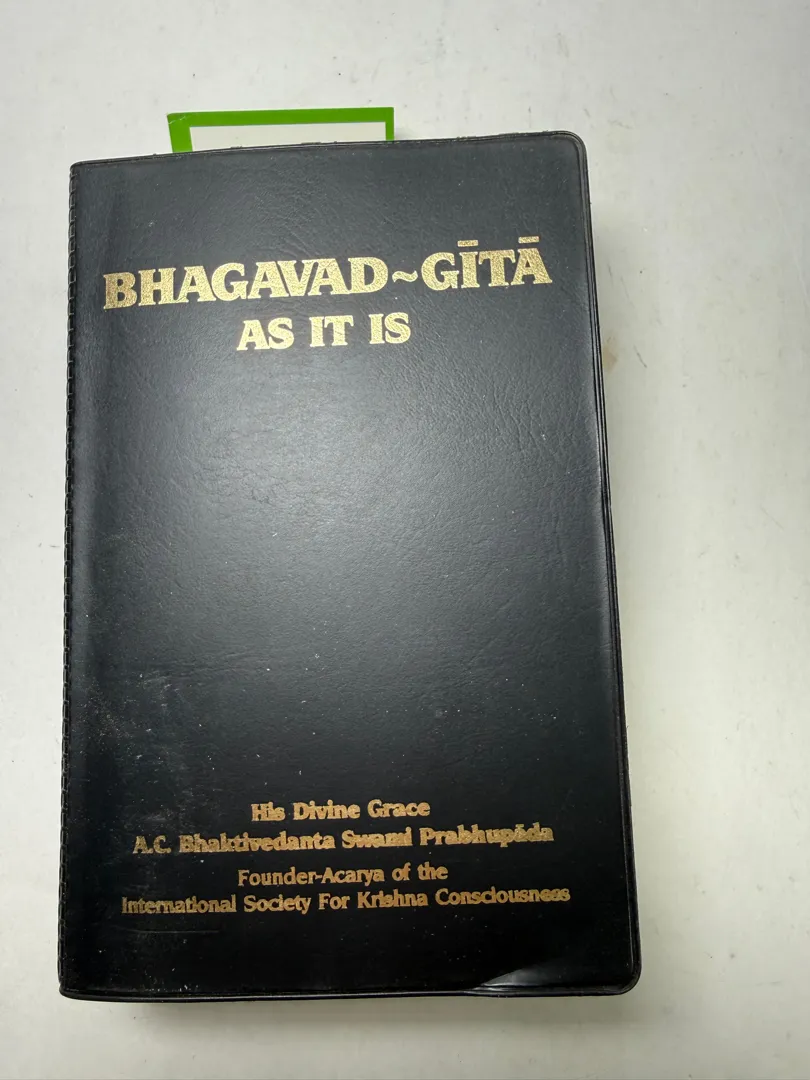 BHAGAVAD~GĪTĀ
AS IT IS
His Divine Grace
A.C. Bhaktivedanta Swami Prabhupāda
Founder-Acarya of the
International Society For Krishna Consciousness